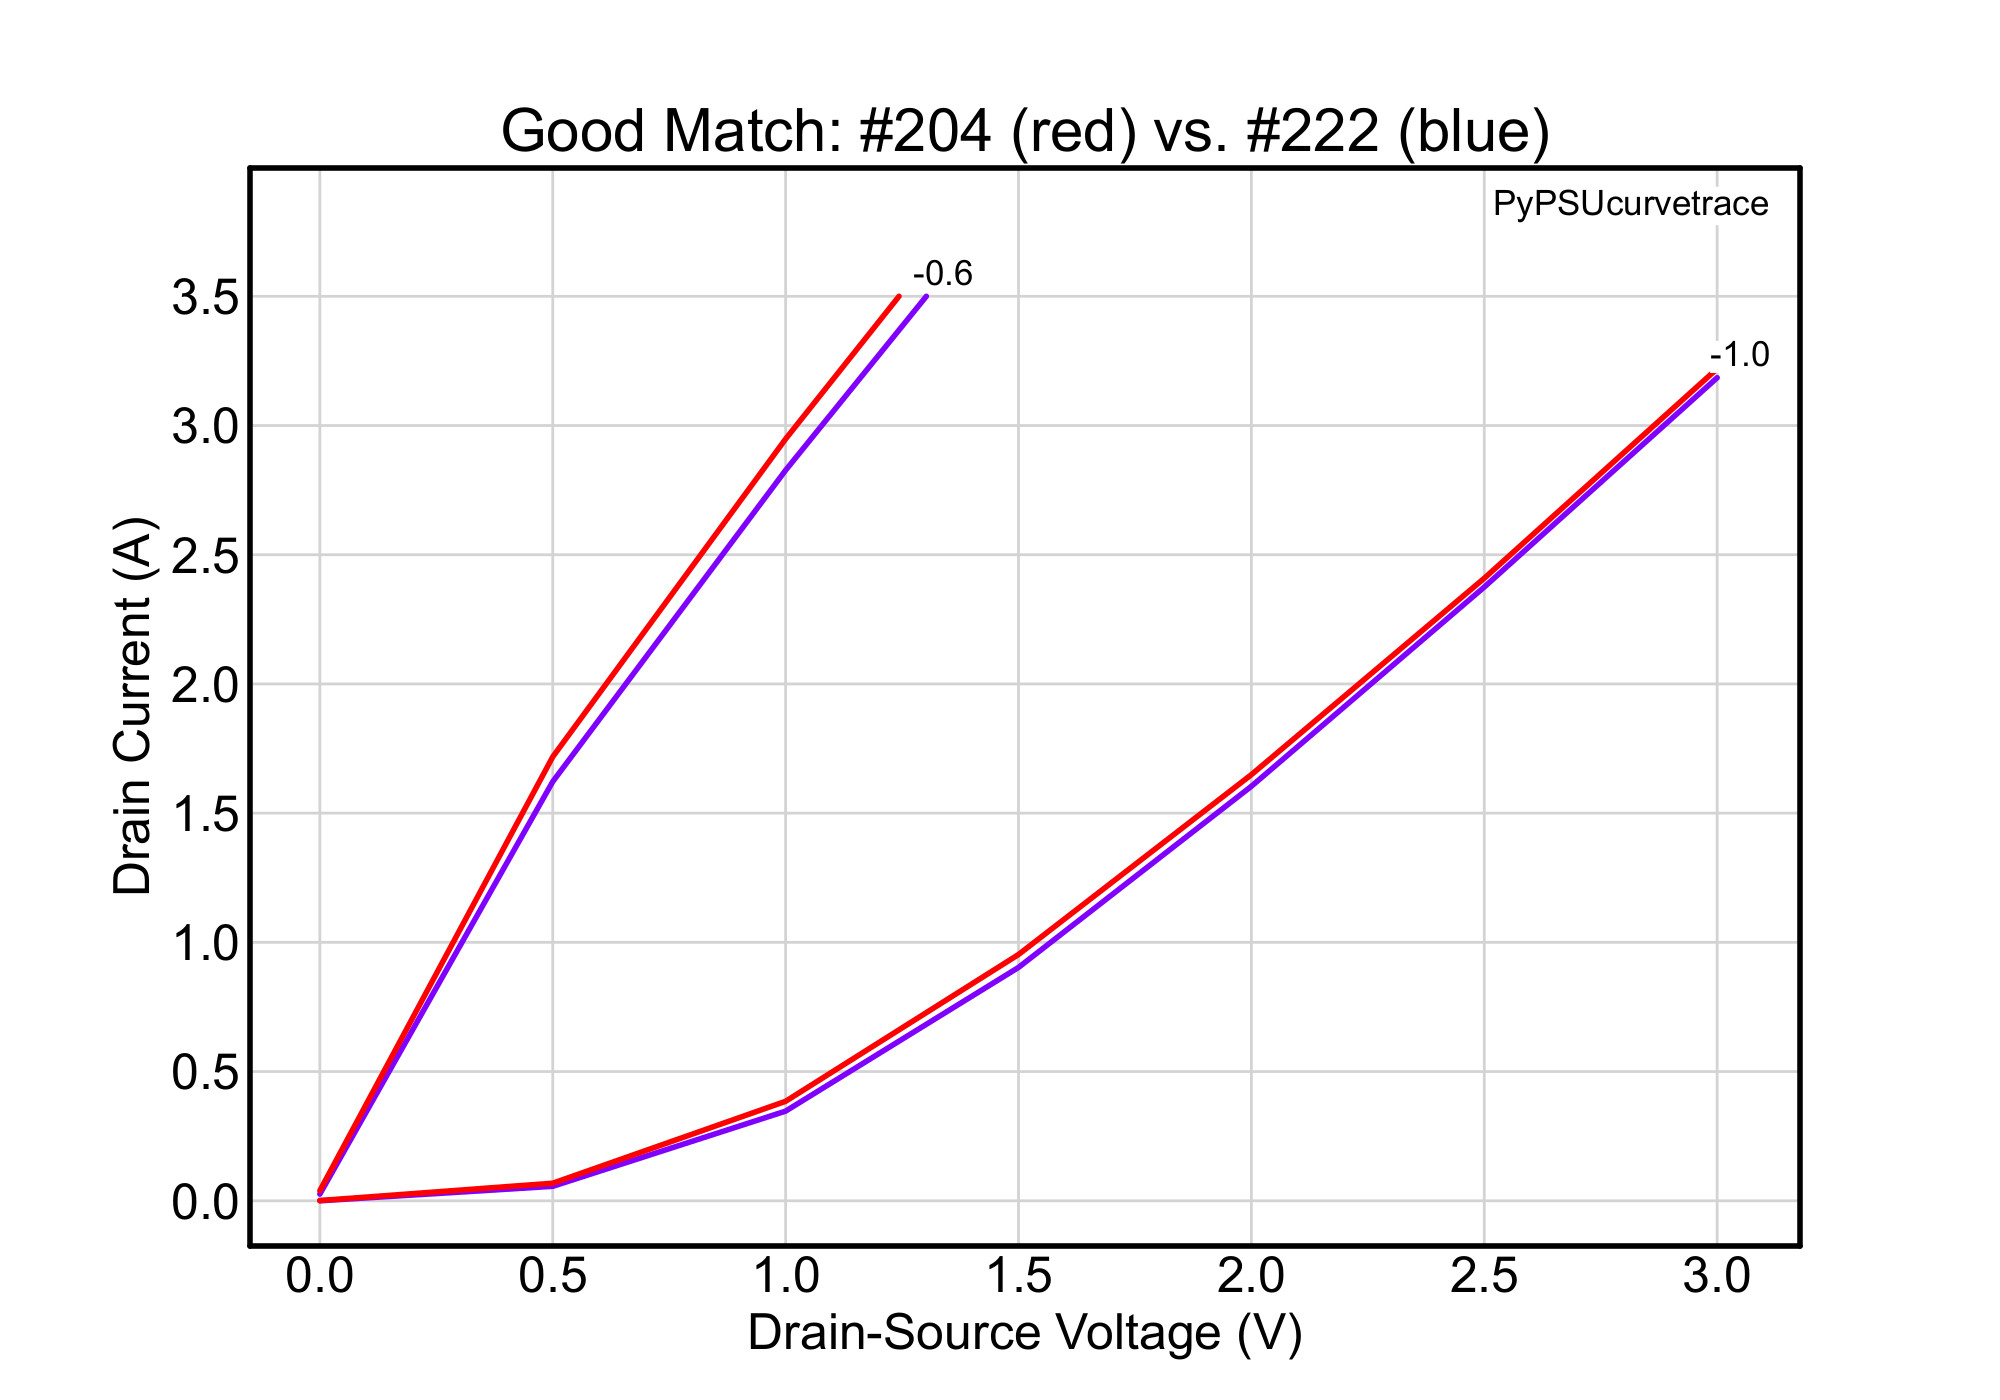 Good Match: #204 (red) vs. #222 (blue)
PyPSUcurvetrace
-0.6
-1.0
3.5
3.0
2.5
2.0
1.5
1.0
0.5
0.0
Drain Current (A)
0.0 0.5 1.0 1.5 2.0 2.5 3.0
Drain-Source Voltage (V)